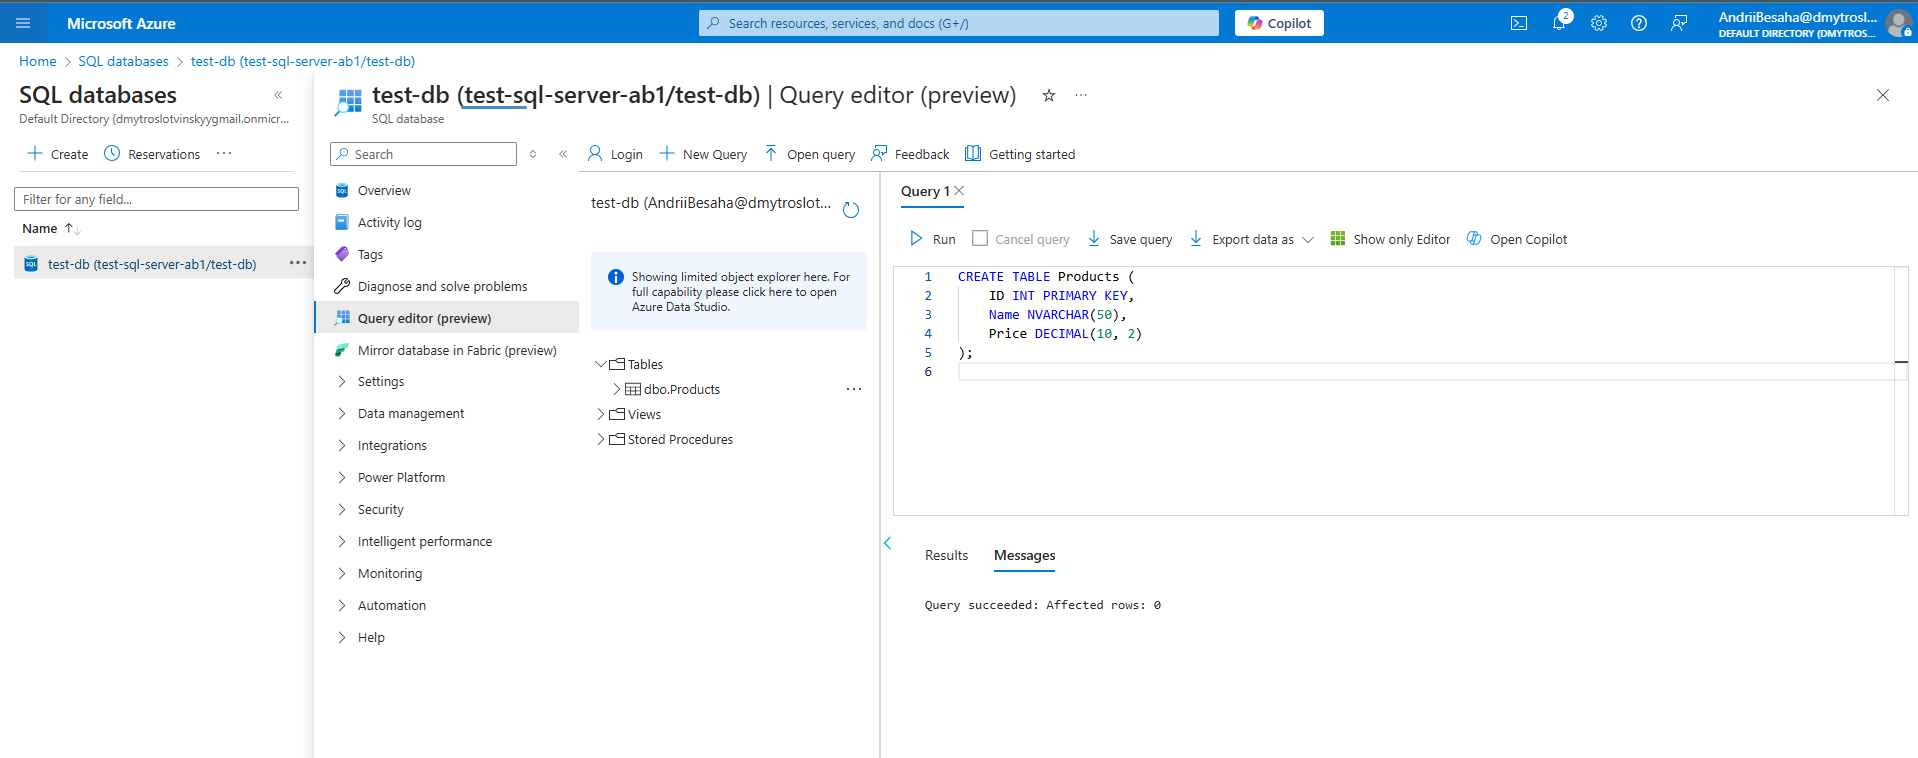 Microsoft Azure
Search resources, services, and docs (G+/)
Copilot
2
AndriiBesaha@dmytrosl...
DEFAULT DIRECTORY (DMYTROS...
Home > SQL databases > test-db (test-sql-server-ab1/test-db)
SQL databases
Default Directory (dmytroslotvinskyygmail.onmicr...
Create
Reservations
...
Filter for any field...
Name
test-db (test-sql-server-ab1/test-db)
...
test-db (test-sql-server-ab1/test-db) | Query editor (preview)
...
SQL database
Search
Overview
Activity log
Tags
Diagnose and solve problems
Query editor (preview)
Mirror database in Fabric (preview)
Settings
Data management
Integrations
Power Platform
Security
Intelligent performance
Monitoring
Automation
Help
Login
New Query
Open query
Feedback
Getting started
test-db (AndriiBesaha@dmytroslot...
Showing limited object explorer here. For
full capability please click here to open
Azure Data Studio.
Tables
dbo.Products
...
Views
Stored Procedures
Query 1
Run
Cancel query
Save query
Export data as
Show only Editor
Open Copilot
1 CREATE TABLE Products (
2 ID INT PRIMARY KEY,
3 Name NVARCHAR(50),
4 Price DECIMAL(10, 2)
5 );
6
Results
Messages
Query succeeded: Affected rows: 0